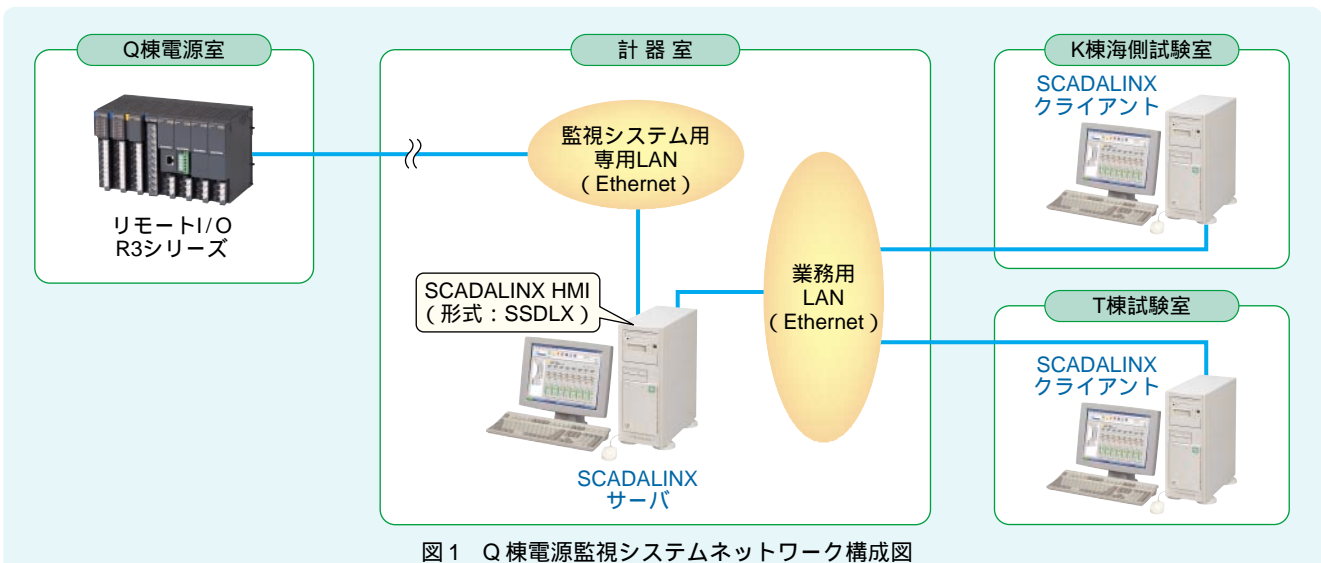 Q棟電源室
リモートI/O
R3シリーズ
計器室
監視システム用
専用LAN
（Ethernet）
SCADALINX HMI
（形式：SSDLX）
SCADALINX
サーバ
業務用
LAN
（Ethernet）
K棟海側試験室
SCADALINX
クライアント
T棟試験室
SCADALINX
クライアント
図1 Q棟電源監視システムネットワーク構成図